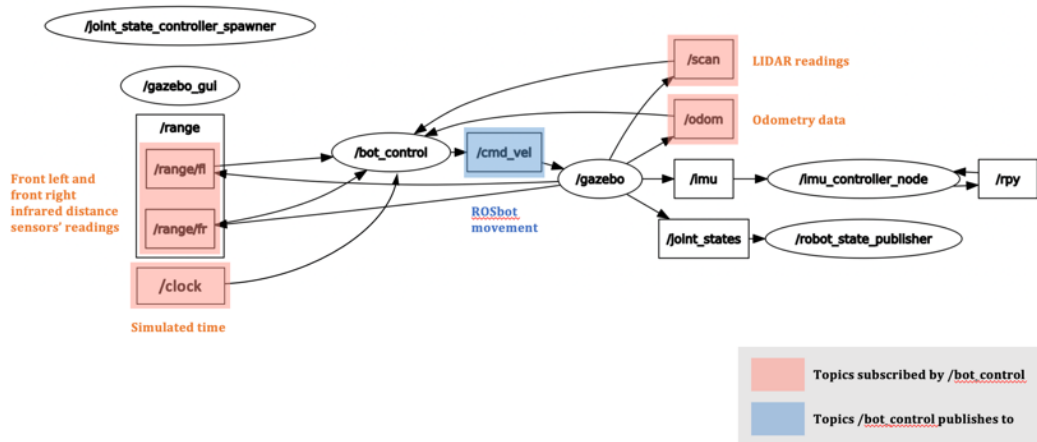 /joint_state_controller_spawner
/gazebo_gui
/range
/range/fl
/range/fr
Front left and
front right
infrared distance
sensors' readings
/clock
Simulated time
/bot_control
/cmd_vel
ROSbot
movement
/gazebo
/scan
LIDAR readings
/odom
Odometry data
/imu
/imu_controller_node
/rpy
/joint_states
/robot_state_publisher
Topics subscribed by /bot_control
Topics /bot_control publishes to